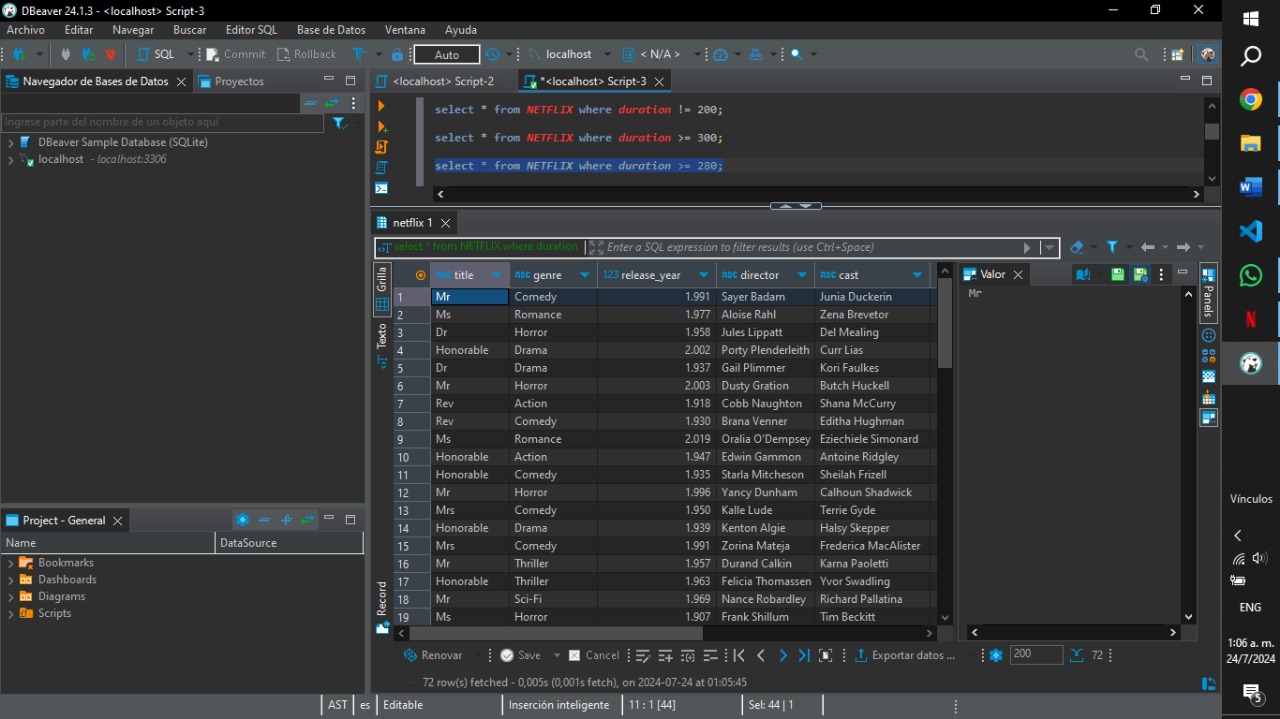 DBeaver 24.1.3 - <localhost> Script-3
Archivo Editar Navegar Buscar Editor SQL Base de Datos Ventana Ayuda
SQL Commit Rollback Auto localhost < N/A >
Navegador de Bases de Datos Proyectos
Ingrese parte del nombre de un objeto aquí
DBeaver Sample Database (SQLite)
localhost - localhost:3306
<localhost> Script-2 *<localhost> Script-3
select * from NETFLIX where duration != 200;
select * from NETFLIX where duration >= 300;
select * from NETFLIX where duration >= 280;
netflix 1
select * from NETFLIX where duration Enter a SQL expression to filter results (use Ctrl+Space)
Grilla
Texto
Record
ABC title ABC genre 123 release_year ABC director ABC cast
1 Mr Comedy 1.991 Sayer Badam Junia Duckerin
2 Ms Romance 1.977 Aloise Rahl Zena Brevetor
3 Dr Horror 1.958 Jules Lippatt Del Mealing
4 Honorable Drama 2.002 Porty Plenderleith Curr Lias
5 Dr Drama 1.937 Gail Plimmer Kori Faulkes
6 Mr Horror 2.003 Dusty Gration Butch Huckell
7 Rev Action 1.918 Cobb Naughton Shana McCurry
8 Rev Comedy 1.930 Brana Venner Editha Hughman
9 Ms Romance 2.019 Oralia O'Dempsey Eziechiele Simonard
10 Honorable Action 1.947 Edwin Gammon Antoine Ridgley
11 Honorable Comedy 1.935 Starla Mitcheson Sheilah Frizell
12 Mr Horror 1.996 Yancy Dunham Calhoun Shadwick
13 Mrs Comedy 1.950 Kalle Lude Terrie Gyde
14 Honorable Drama 1.939 Kenton Algie Halsy Skepper
15 Mrs Comedy 1.991 Zorina Mateja Frederica MacAlister
16 Mr Thriller 1.957 Durand Calkin Karna Paoletti
17 Honorable Thriller 1.963 Felicia Thomassen Yvor Swadling
18 Mr Sci-Fi 1.969 Nance Robardley Richard Pallatina
19 Ms Horror 1.907 Frank Shillum Tim Beckitt
Valor
Mr
Panels
Renovar Save Cancel Exportar datos ... 200 72
72 row(s) fetched - 0,005s (0,001s fetch), on 2024-07-24 at 01:05:45
Project - General
Name DataSource
Bookmarks
Dashboards
Diagrams
Scripts
AST es Editable Inserción inteligente 11 : 1 [44] Sel: 44 | 1
Vínculos
ENG
1:06 a. m.
24/7/2024
5